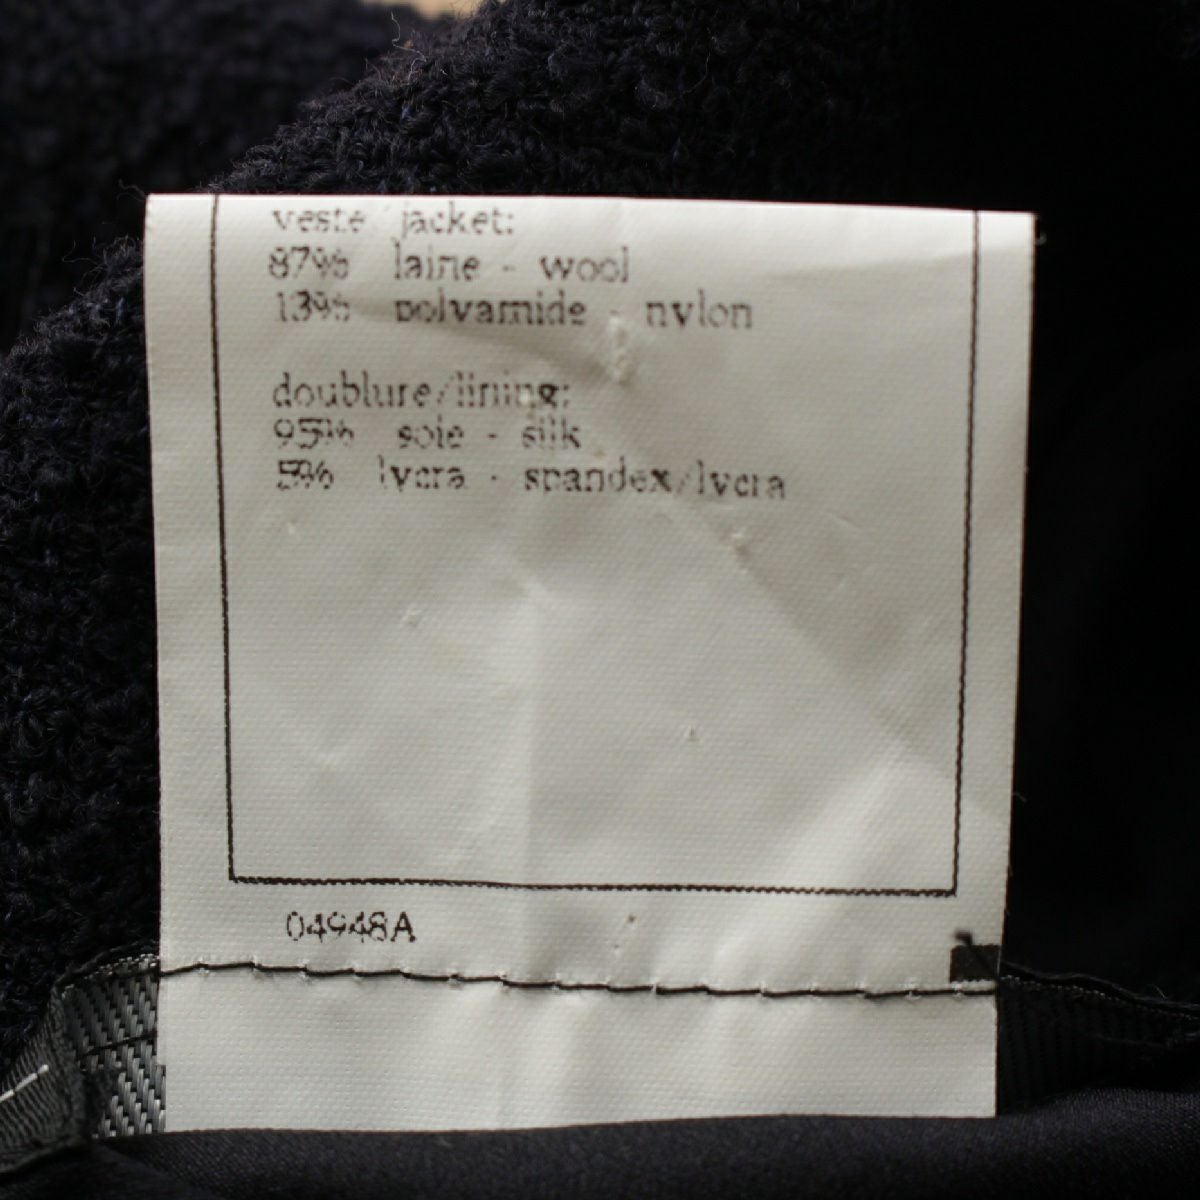 veste/jacket:
87% laine - wool
13% polyamide - nylon
doublure/lining:
95% soie - silk
5% lycra - spandex/lycra
04948A